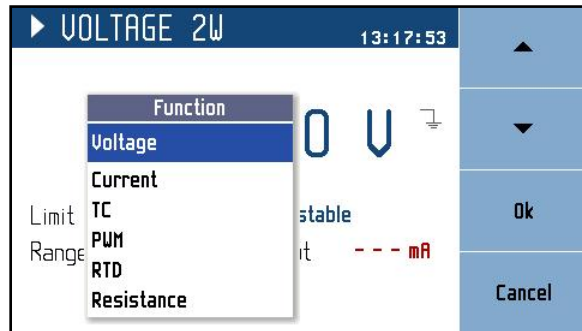 VOLTAGE 2W 13:17:53
Function
0 V
Voltage
Current
TC
Limit stable
PWM
Range - - - mA
RTD
Resistance
Ok
Cancel